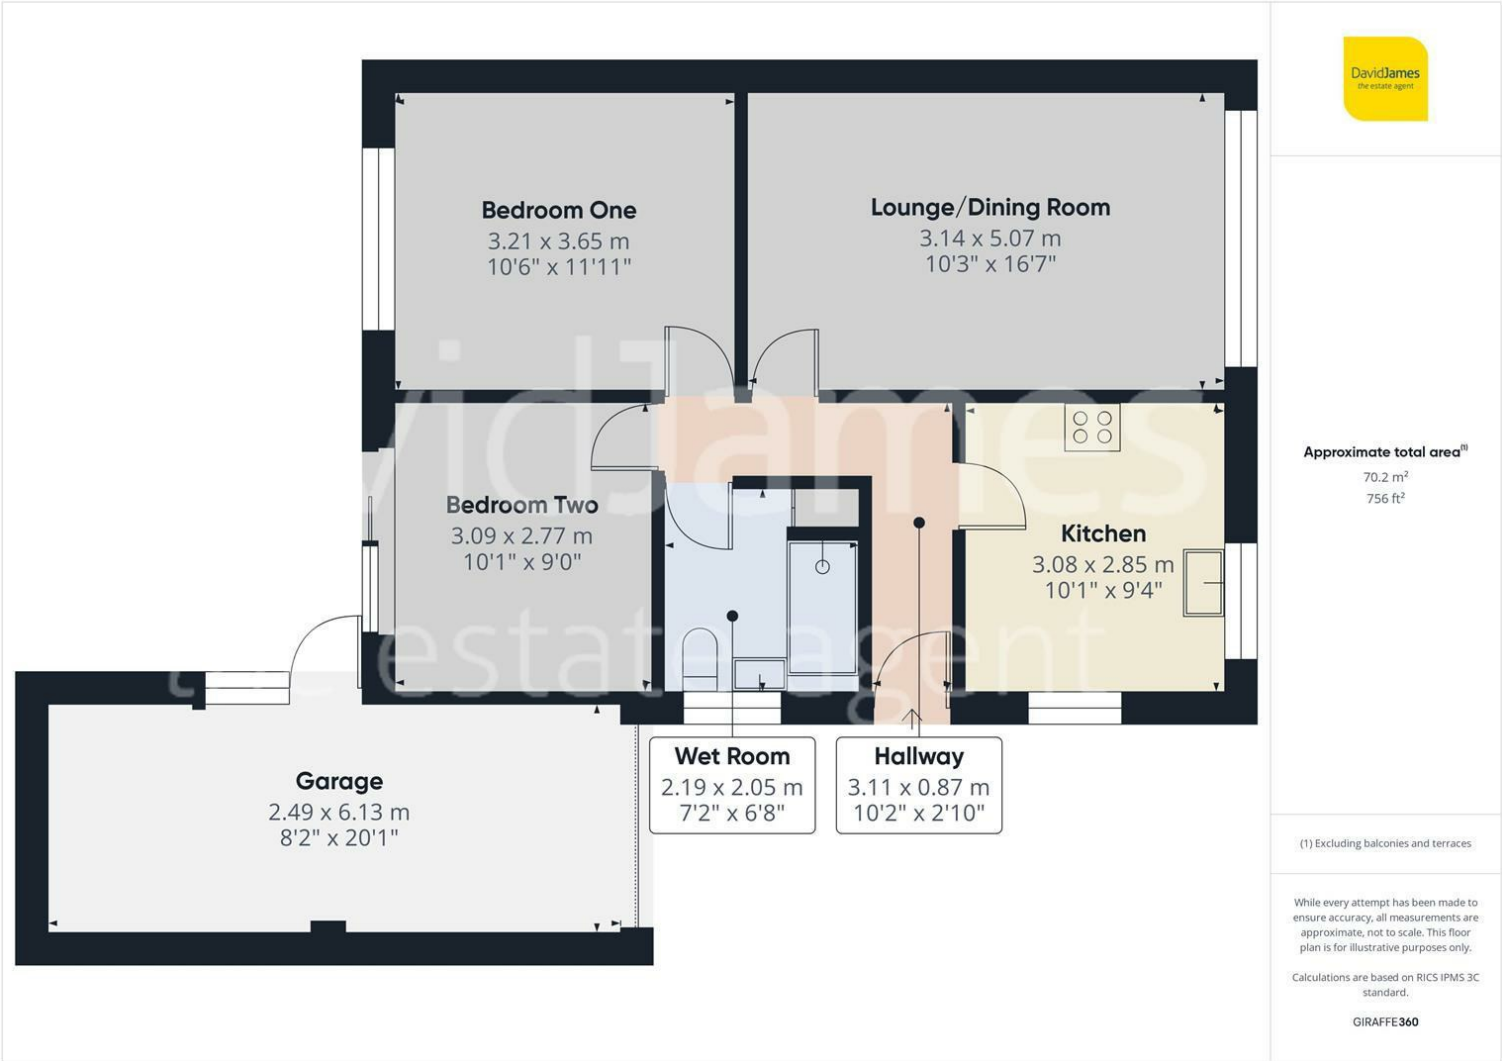 DavidJames
the estate agent
Bedroom One
3.21 x 3.65 m
10'6" x 11'11"
Lounge/Dining Room
3.14 x 5.07 m
10'3" x 16'7"
Bedroom Two
3.09 x 2.77 m
10'1" x 9'0"
Kitchen
3.08 x 2.85 m
10'1" x 9'4"
Wet Room
2.19 x 2.05 m
7'2" x 6'8"
Hallway
3.11 x 0.87 m
10'2" x 2'10"
Garage
2.49 x 6.13 m
8'2" x 20'1"
vidJames
the estate agent
Approximate total area⁽¹⁾
70.2 m²
756 ft²
(1) Excluding balconies and terraces
While every attempt has been made to
ensure accuracy, all measurements are
approximate, not to scale. This floor
plan is for illustrative purposes only.
Calculations are based on RICS IPMS 3C
standard.
GIRAFFE360